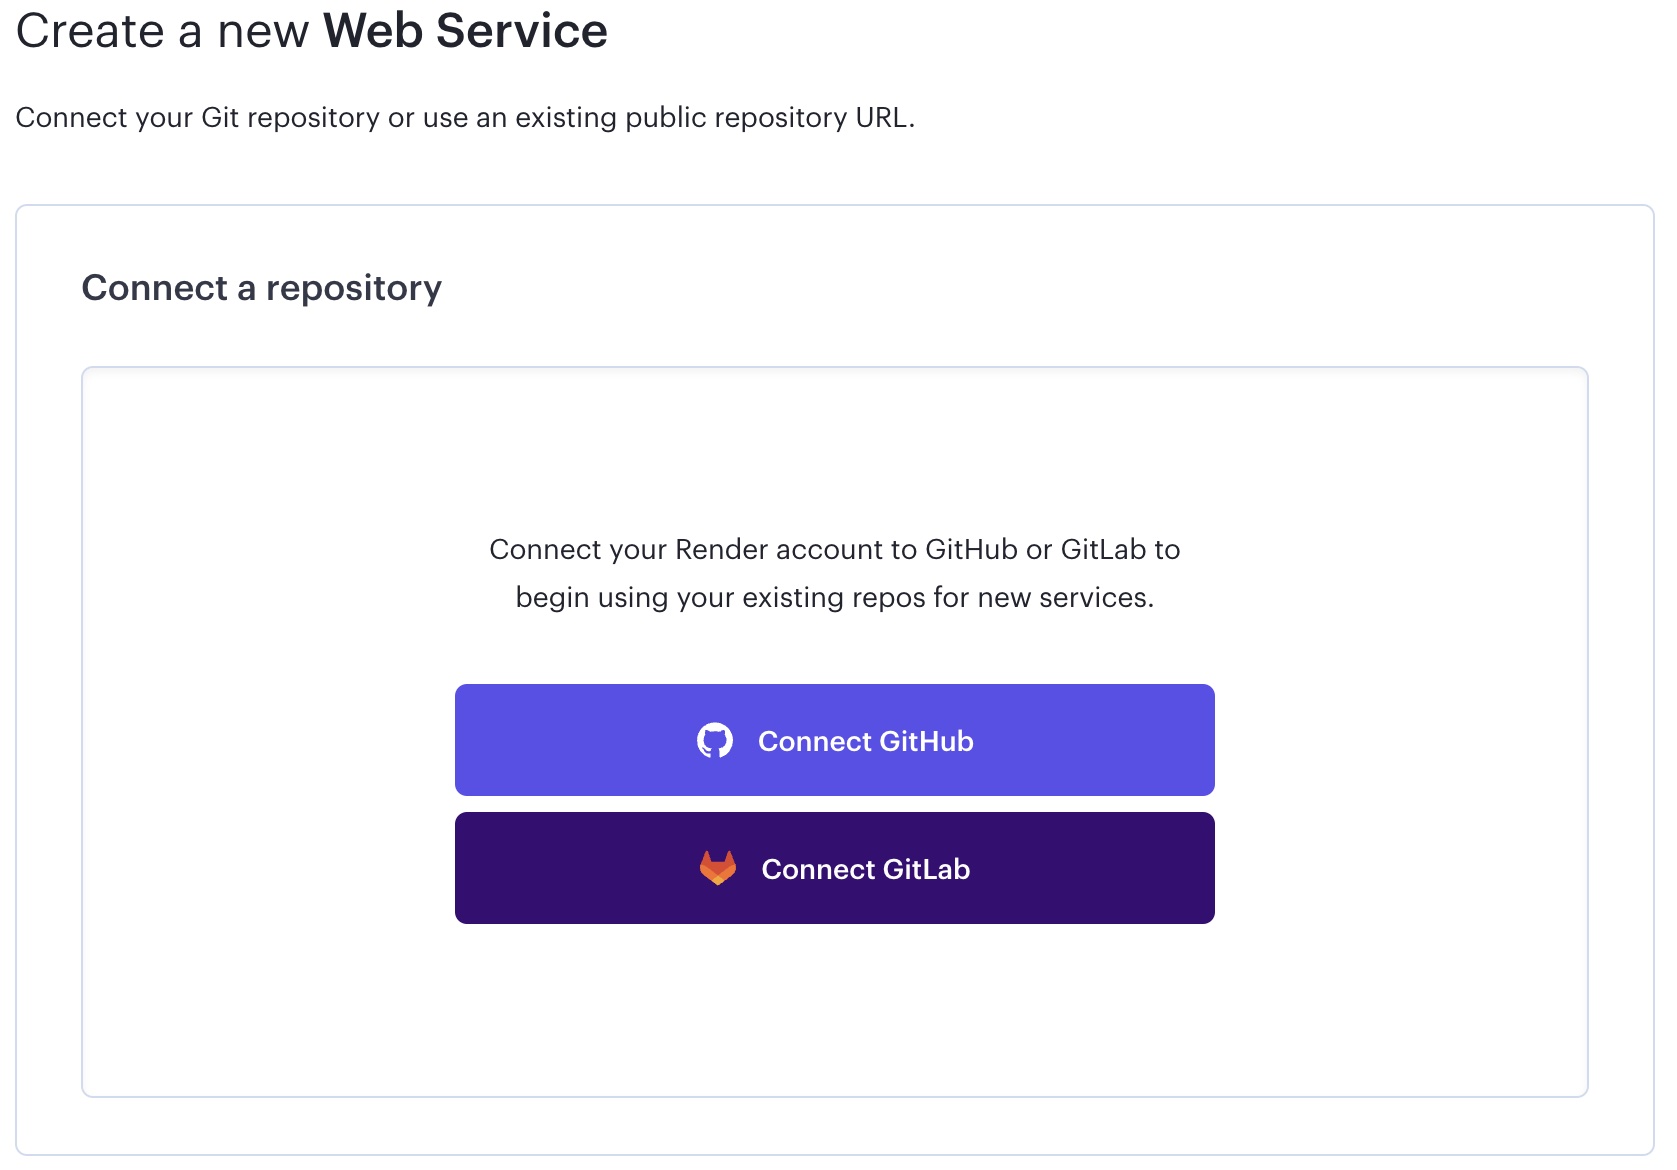 Create a new Web Service
Connect your Git repository or use an existing public repository URL.
Connect a repository
Connect your Render account to GitHub or GitLab to
begin using your existing repos for new services.
Connect GitHub
Connect GitLab